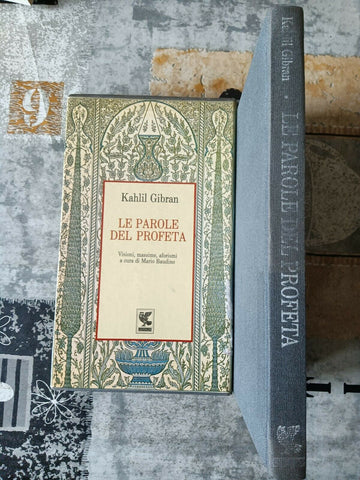 9
Kahlil Gibran
LE PAROLE
DEL PROFETA
Visioni, massime, aforismi
a cura di Mario Baudino
Kahlil Gibran • LE PAROLE DEL PROFETA